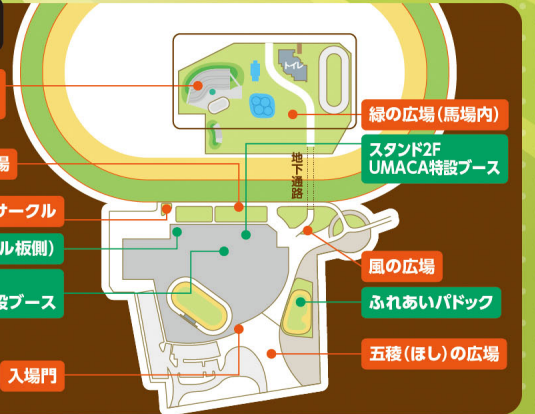 トイレ
緑の広場(馬場内)
スタンド2F
UMACA特設ブース
地下通路
場
サークル
ル板側)
設ブース
風の広場
ふれあいパドック
五稜(ほし)の広場
入場門